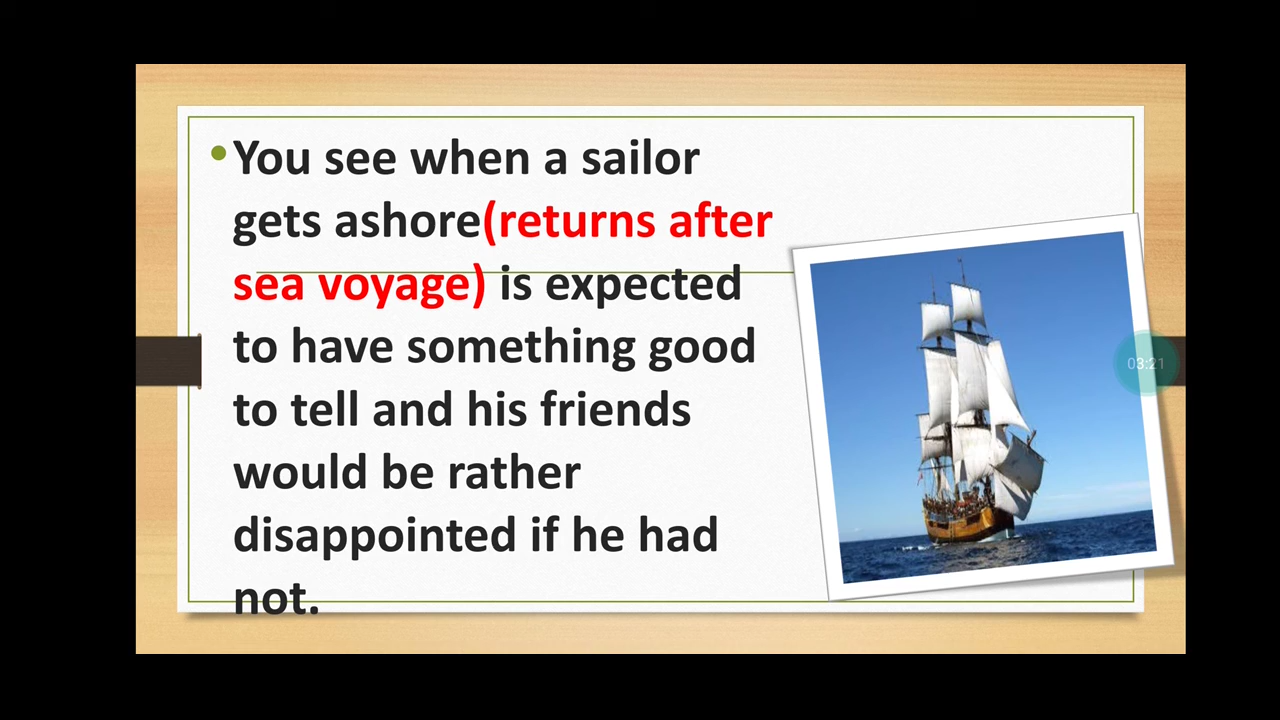 You see when a sailor
gets ashore(returns after
sea voyage) is expected
to have something good
to tell and his friends
would be rather
disappointed if he had
not.
03:21